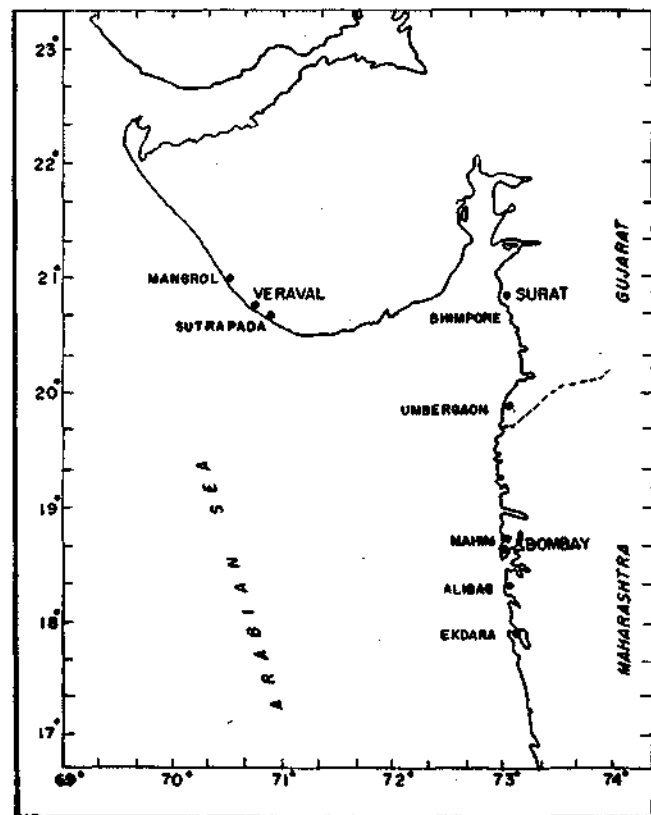 23°
22°
21°
20°
19°
18°
17°
69°
70°
71°
72°
73°
74°
MANGROL
VERAVAL
SUTRAPADA
SURAT
BHIMPORE
UMBERGAON
MAHIM
BOMBAY
ALIBAG
EKDARA
ARABIAN SEA
GUJARAT
MAHARASHTRA